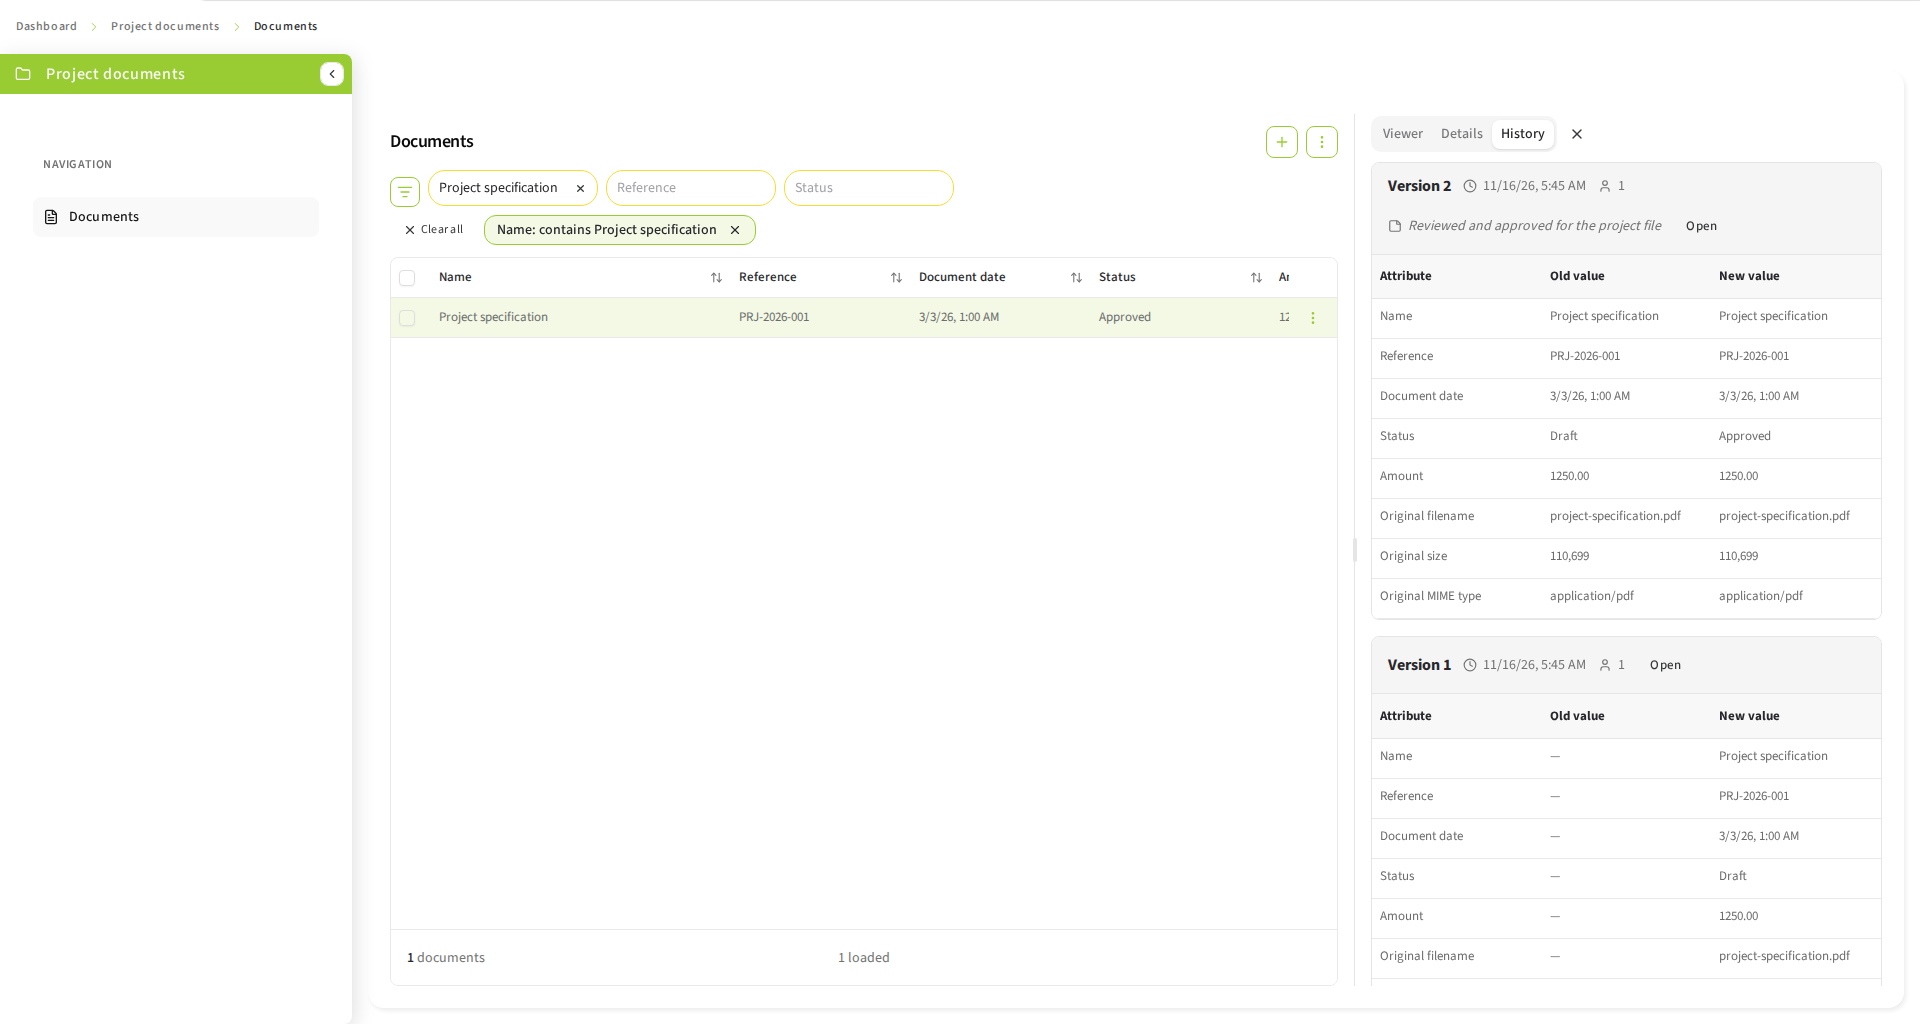 Dashboard Project documents Documents
Project documents
NAVIGATION
Documents
Documents
Project specification Reference Status
Clear all Name: contains Project specification
Name Reference Document date Status
Project specification PRJ-2026-001 3/3/26, 1:00 AM Approved
1 documents 1 loaded
Viewer Details History
Version 2 11/16/26, 5:45 AM 1
Reviewed and approved for the project file Open
Attribute Old value New value
Name Project specification Project specification
Reference PRJ-2026-001 PRJ-2026-001
Document date 3/3/26, 1:00 AM 3/3/26, 1:00 AM
Status Draft Approved
Amount 1250.00 1250.00
Original filename project-specification.pdf project-specification.pdf
Original size 110,699 110,699
Original MIME type application/pdf application/pdf
Version 1 11/16/26, 5:45 AM 1 Open
Attribute Old value New value
Name — Project specification
Reference — PRJ-2026-001
Document date — 3/3/26, 1:00 AM
Status — Draft
Amount — 1250.00
Original filename — project-specification.pdf